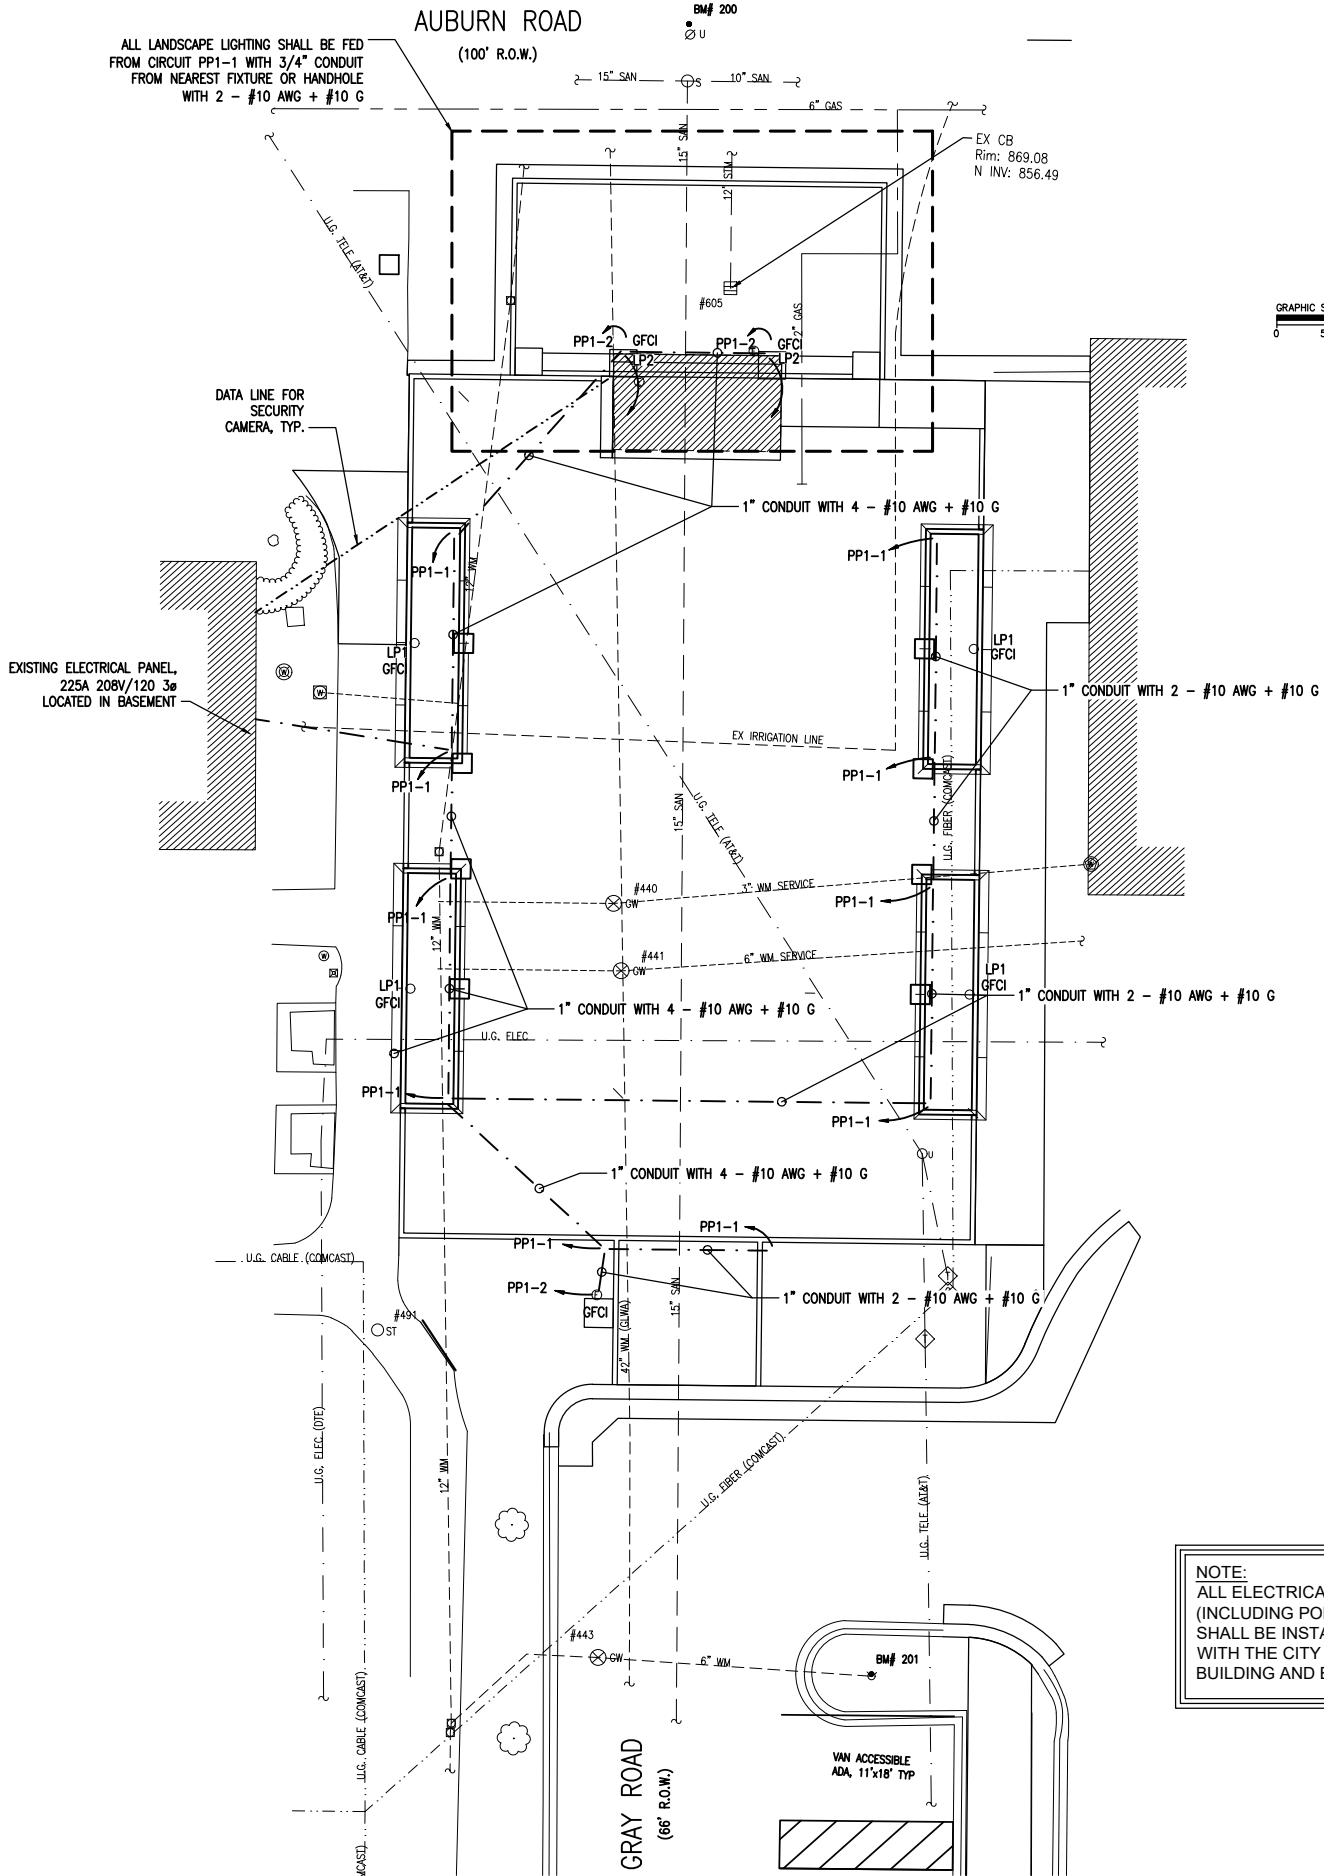 AUBURN ROAD
(100' R.O.W.)
BM# 200
U
ALL LANDSCAPE LIGHTING SHALL BE FED
FROM CIRCUIT PP1-1 WITH 3/4" CONDUIT
FROM NEAREST FIXTURE OR HANDHOLE
WITH 2 - #10 AWG + #10 G
15" SAN
S
10" SAN
6" GAS
15" SAN
12" STM
EX CB
Rim: 869.08
N INV: 856.49
U.G. TELE (AT&T)
#605
2" GAS
GRAPHIC S
0
5
PP1-2
GFCI
LP2
PP1-2
GFCI
LP2
DATA LINE FOR
SECURITY
CAMERA, TYP.
1" CONDUIT WITH 4 - #10 AWG + #10 G
PP1-1
12" WM
PP1-1
LP1
GFCI
LP1
GFCI
EXISTING ELECTRICAL PANEL,
225A 208V/120 3ø
LOCATED IN BASEMENT
W
W
1" CONDUIT WITH 2 - #10 AWG + #10 G
EX IRRIGATION LINE
PP1-1
PP1-1
15" SAN
U.G. TELE (AT&T)
U.G. FIBER (COMCAST)
W
#440
GW
3" WM SERVICE
PP1-1
PP1-1
12" WM
#441
GW
6" WM SERVICE
W
LP1
GFCI
LP1
GFCI
1" CONDUIT WITH 4 - #10 AWG + #10 G
1" CONDUIT WITH 2 - #10 AWG + #10 G
U.G. ELEC
PP1-1
PP1-1
U
1" CONDUIT WITH 4 - #10 AWG + #10 G
PP1-1
PP1-1
U.G. CABLE (COMCAST)
T
PP1-2
GFCI
1" CONDUIT WITH 2 - #10 AWG + #10 G
#491
ST
42" WM (GLWA)
15" SAN
T
U.G. ELEC (DTE)
12" WM
U.G. FIBER (COMCAST)
U.G. TELE (AT&T)
NOTE:
ALL ELECTRICA
(INCLUDING PO
SHALL BE INSTA
WITH THE CITY
BUILDING AND E
#443
GW
6" WM
BM# 201
U.G. CABLE (COMCAST)
GRAY ROAD
(66' R.O.W.)
VAN ACCESSIBLE
ADA, 11'x18' TYP
MCAST)